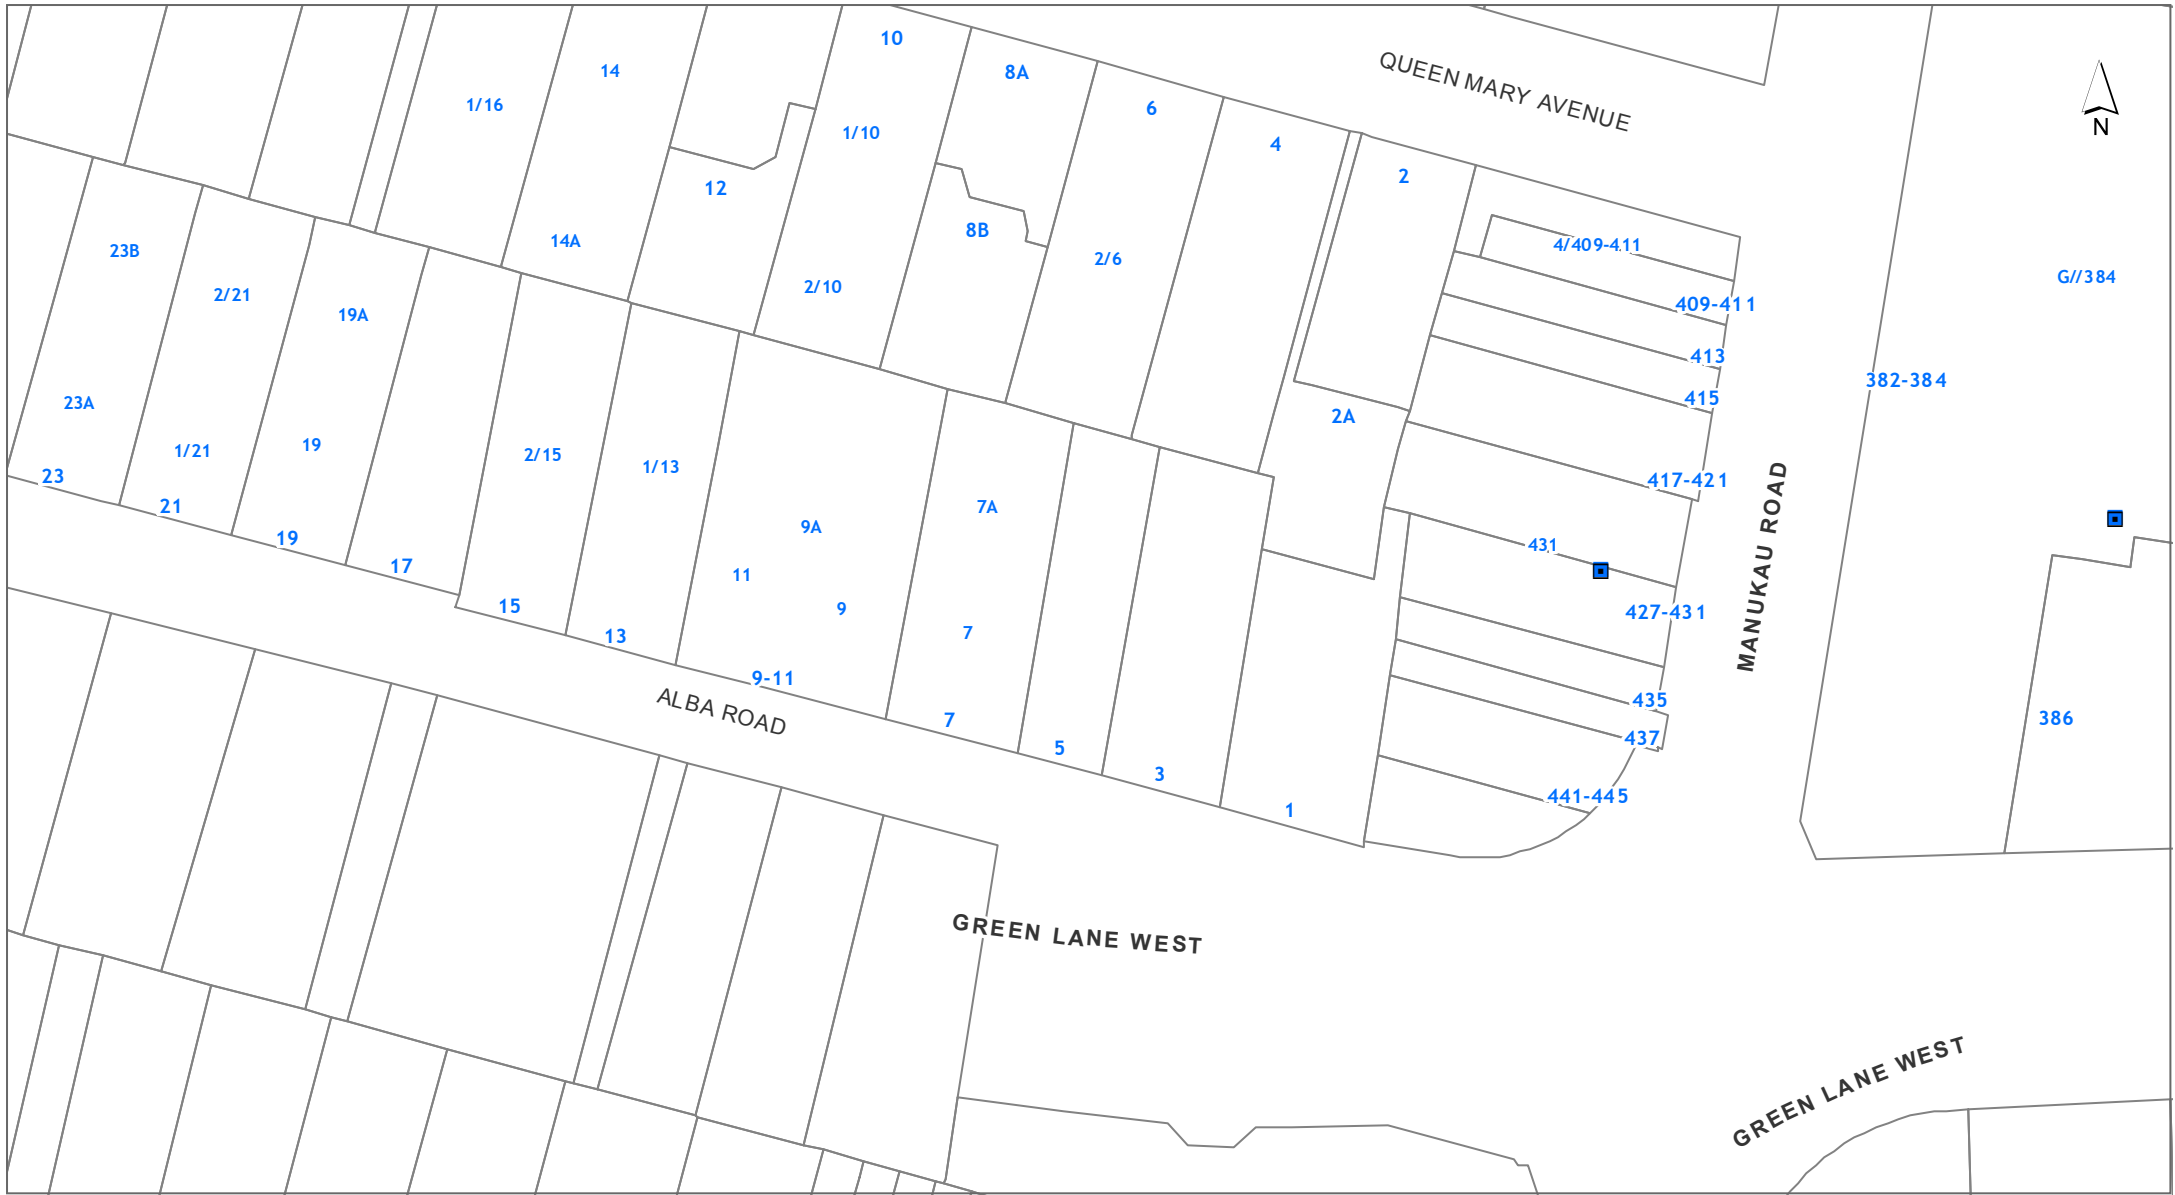 10
8A
14
QUEEN MARY AVENUE
1/16
6
N
1/10
4
2
12
8B
14A
4/409-411
23B
2/6
G//384
2/10
2/21
409-411
19A
413
382-384
415
23A
2A
19
1/21
2/15
1/13
23
417-421
21
7A
9A
19
431
17
11
MANUKAU ROAD
15
9
427-431
13
7
9-11
435
ALBA ROAD
7
386
437
5
3
441-445
1
GREEN LANE WEST
GREEN LANE WEST